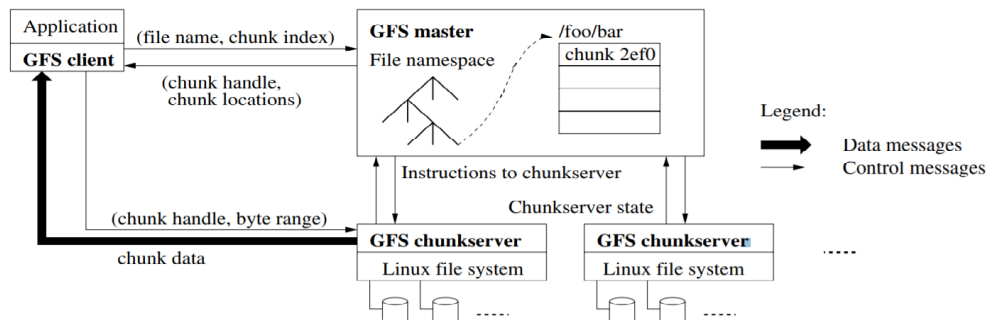 Application
GFS client
(file name, chunk index)
(chunk handle,
chunk locations)
GFS master
File namespace
/foo/bar
chunk 2ef0
Legend:
Data messages
Control messages
Instructions to chunkserver
Chunkserver state
(chunk handle, byte range)
chunk data
GFS chunkserver
Linux file system
GFS chunkserver
Linux file system